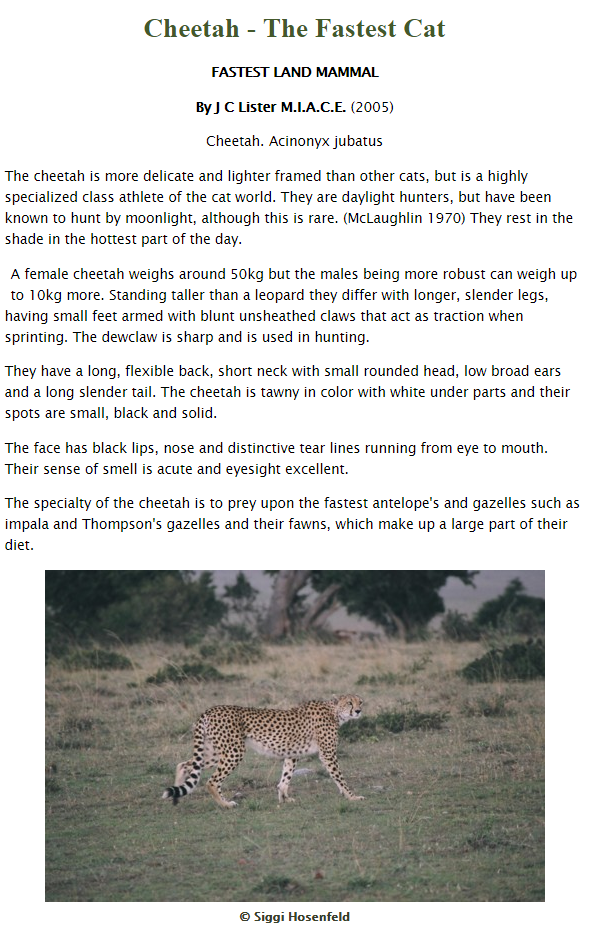 Cheetah - The Fastest Cat
FASTEST LAND MAMMAL
By J C Lister M.I.A.C.E. (2005)
Cheetah. Acinonyx jubatus
The cheetah is more delicate and lighter framed than other cats, but is a highly
specialized class athlete of the cat world. They are daylight hunters, but have been
known to hunt by moonlight, although this is rare. (McLaughlin 1970) They rest in the
shade in the hottest part of the day.
A female cheetah weighs around 50kg but the males being more robust can weigh up
to 10kg more. Standing taller than a leopard they differ with longer, slender legs,
having small feet armed with blunt unsheathed claws that act as traction when
sprinting. The dewclaw is sharp and is used in hunting.
They have a long, flexible back, short neck with small rounded head, low broad ears
and a long slender tail. The cheetah is tawny in color with white under parts and their
spots are small, black and solid.
The face has black lips, nose and distinctive tear lines running from eye to mouth.
Their sense of smell is acute and eyesight excellent.
The specialty of the cheetah is to prey upon the fastest antelope's and gazelles such as
impala and Thompson's gazelles and their fawns, which make up a large part of their
diet.
© Siggi Hosenfeld